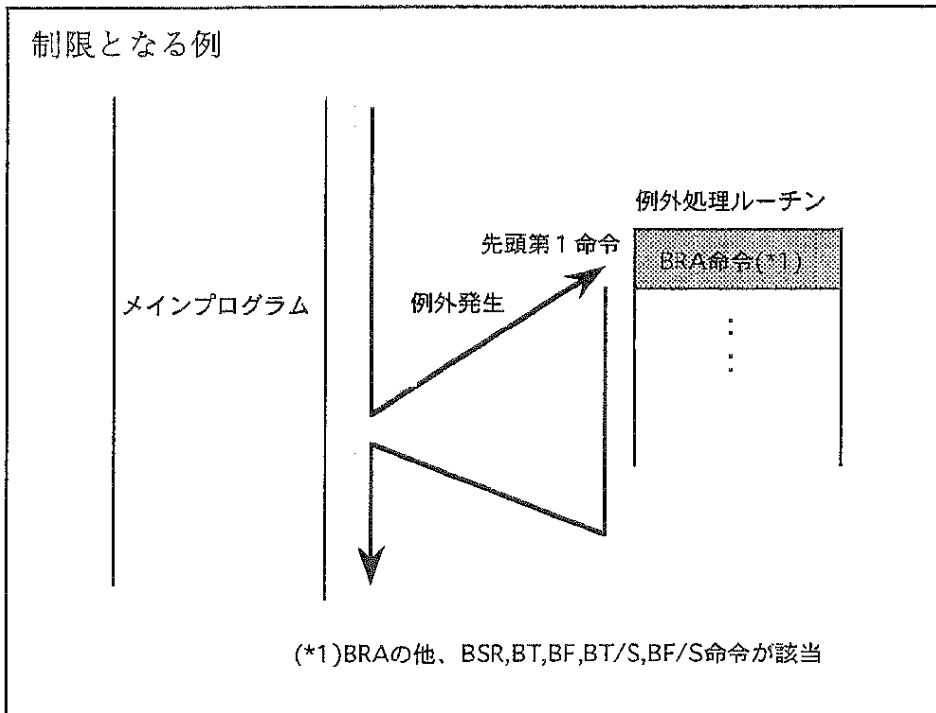 制限となる例
例外処理ルーチン
先頭第1命令
BRA命令(*1)
メインプログラム
例外発生
(*1)BRAの他、BSR,BT,BF,BT/S,BF/S命令が該当